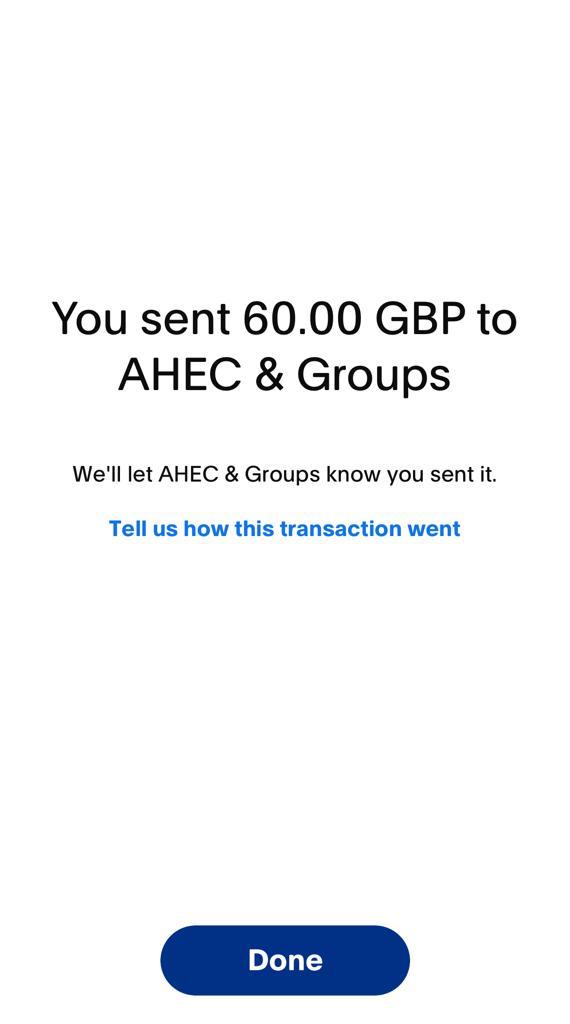 You sent 60.00 GBP to
AHEC & Groups
We'll let AHEC & Groups know you sent it.
Tell us how this transaction went
Done